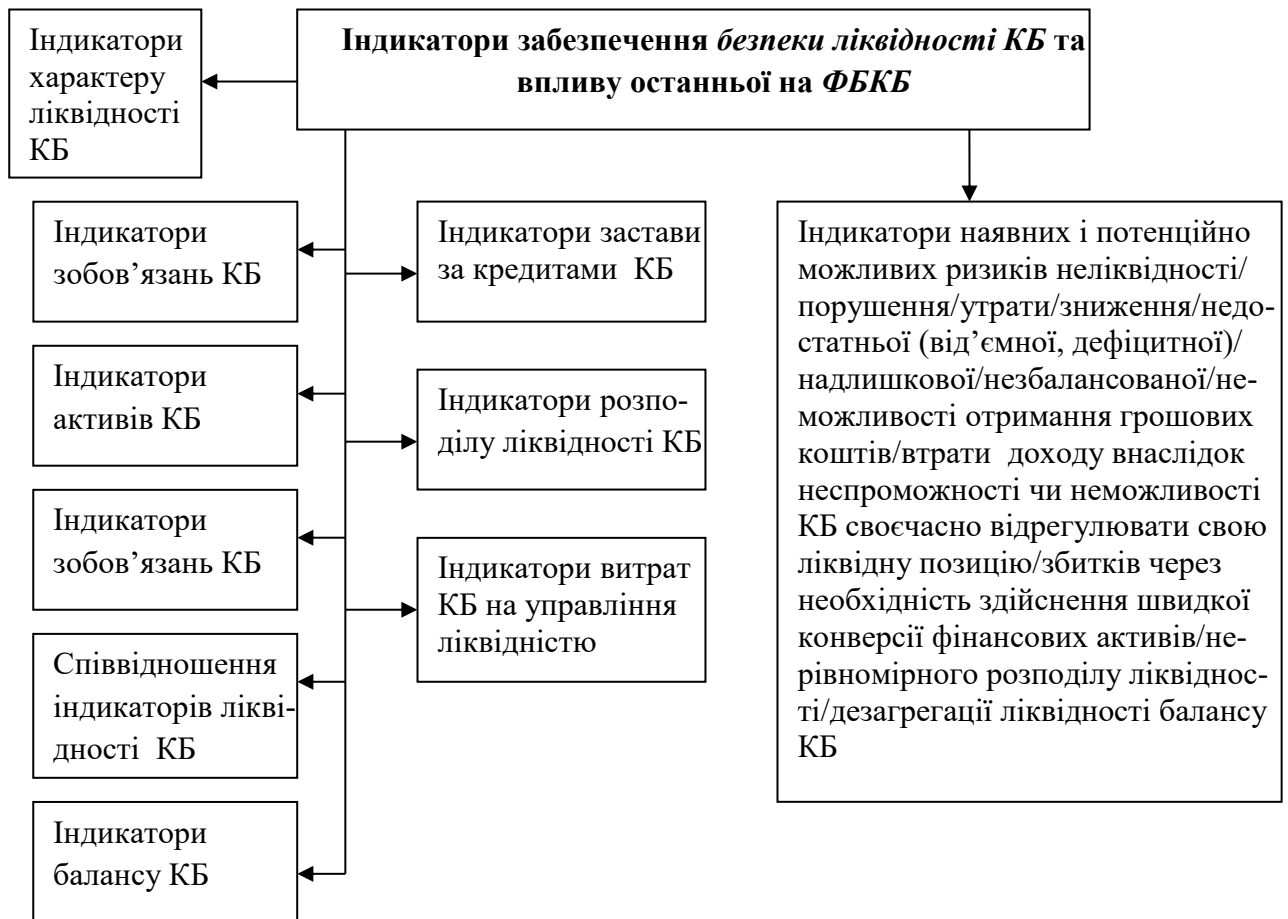 Індикатори
характеру
ліквідності
КБ
Індикатори забезпечення безпеки ліквідності КБ та
впливу останньої на ФБКБ
Індикатори
зобов’язань КБ
Індикатори
активів КБ
Індикатори
зобов’язань КБ
Співвідношення
індикаторів лікві-
дності КБ
Індикатори
балансу КБ
Індикатори застави
за кредитами КБ
Індикатори розпо-
ділу ліквідності КБ
Індикатори витрат
КБ на управління
ліквідністю
Індикатори наявних і потенційно
можливих ризиків неліквідності/
порушення/утрати/зниження/недо-
статньої (від’ємної, дефіцитної)/
надлишкової/незбалансованої/не-
можливості отримання грошових
коштів/втрати доходу внаслідок
неспроможності чи неможливості
КБ своєчасно відрегулювати свою
ліквідну позицію/збитків через
необхідність здійснення швидкої
конверсії фінансових активів/не-
рівномірного розподілу ліквіднос-
ті/дезагрегації ліквідності балансу
КБ